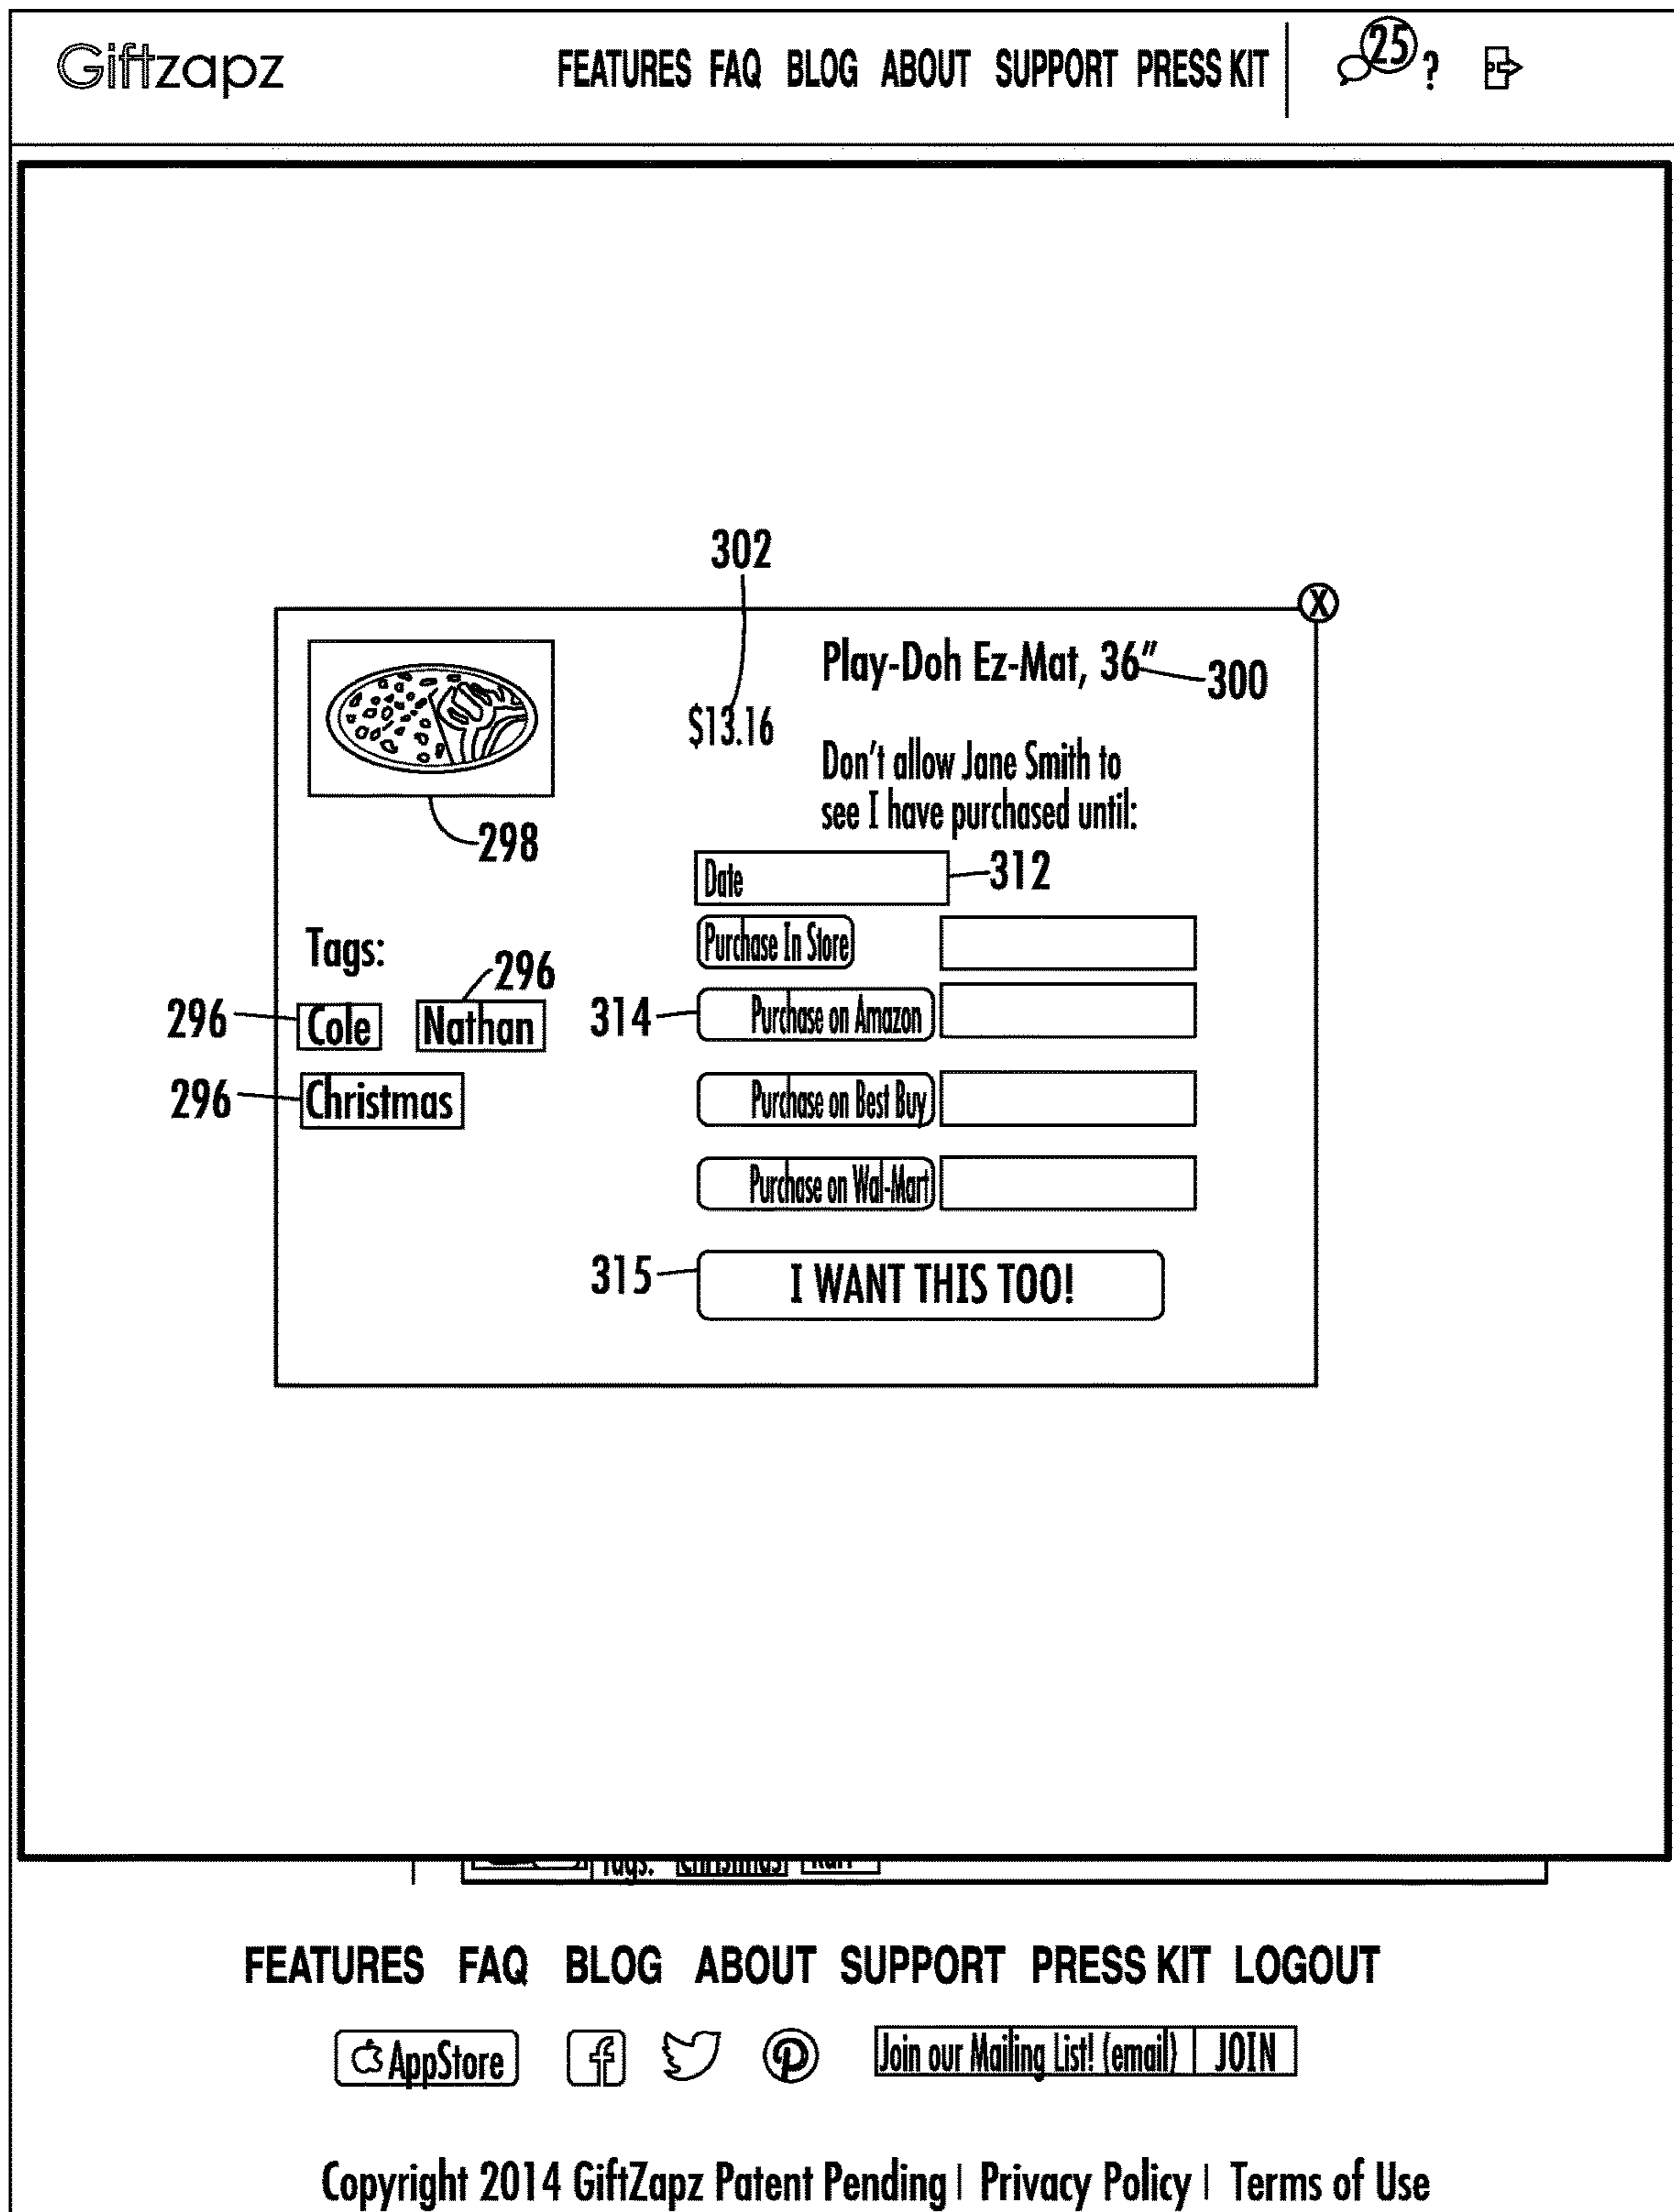 Giftzapz
FEATURES FAQ BLOG ABOUT SUPPORT PRESS KIT
25 ?
302
X
Play-Doh Ez-Mat, 36"
300
$13.16
Don't allow Jane Smith to
see I have purchased until:
298
Date
312
Purchase In Store
Tags:
296
296
Cole
Nathan
314
Purchase on Amazon
296
Christmas
Purchase on Best Buy
Purchase on Wal-Mart
315
I WANT THIS TOO!
Tags: Christmas
FEATURES FAQ BLOG ABOUT SUPPORT PRESS KIT LOGOUT
AppStore
Join our Mailing List! (email) | JOIN
Copyright 2014 GiftZapz Patent Pending | Privacy Policy | Terms of Use